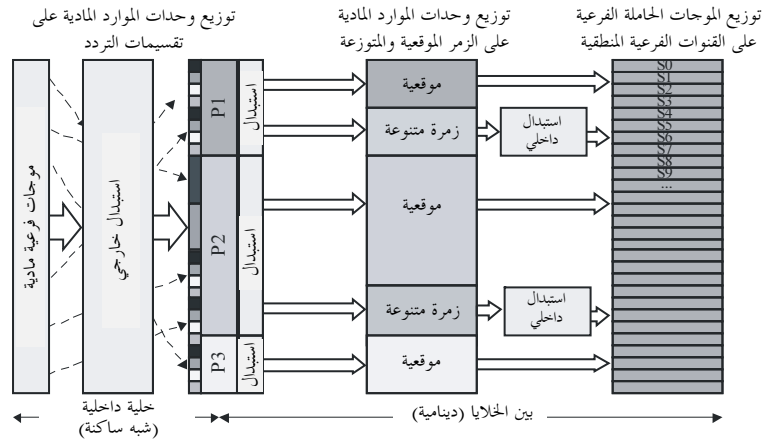 توزيع الموجات الحاملة الفرعية
على القنوات الفرعية المنطقية
توزيع وحدات الموارد المادية
على الزمر الموقعية والمتوزعة
توزيع وحدات الموارد المادية على
تقسيمات التردد
S0
S1
S2
S3
S4
S5
S6
S7
S8
S9
...
موقعية
زمرة متنوعة
موقعية
زمرة متنوعة
موقعية
استبدال
داخلي
استبدال
داخلي
استبدال
استبدال
استبدال
P1
P2
P3
استبدال خارجي
موجات فرعية مادية
بين الخلايا (دينامية)
خلية داخلية
(شبه ساكنة)